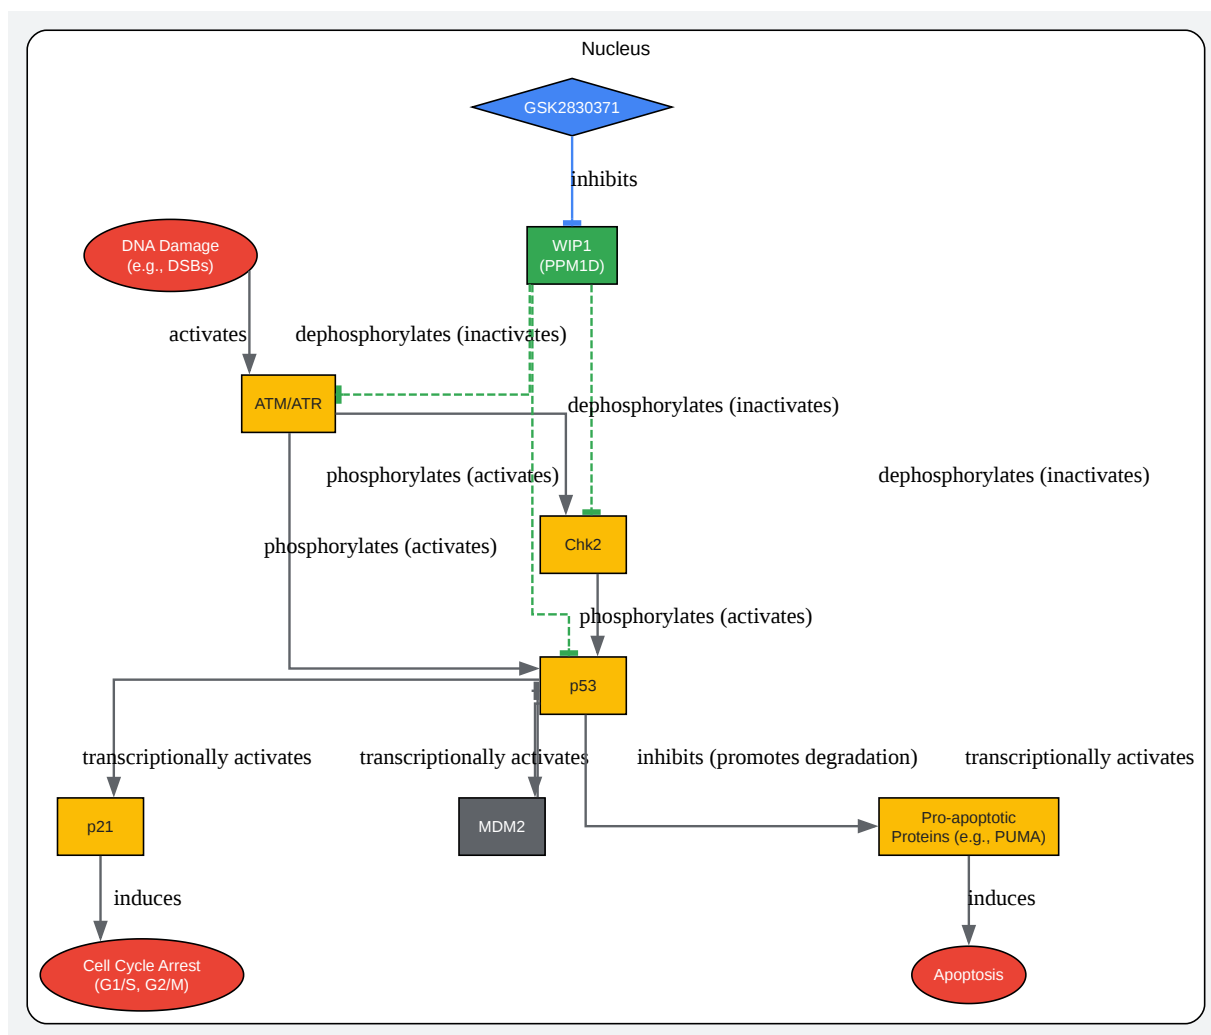 Nucleus
GSK2830371
inhibits
DNA Damage
(e.g., DSBs)
WIP1
(PPM1D)
activates
dephosphorylates (inactivates)
ATM/ATR
dephosphorylates (inactivates)
phosphorylates (activates)
dephosphorylates (inactivates)
Chk2
phosphorylates (activates)
phosphorylates (activates)
p53
transcriptionally activates
transcriptionally activates
inhibits (promotes degradation)
transcriptionally activates
p21
MDM2
Pro-apoptotic
Proteins (e.g., PUMA)
induces
induces
Cell Cycle Arrest
(G1/S, G2/M)
Apoptosis